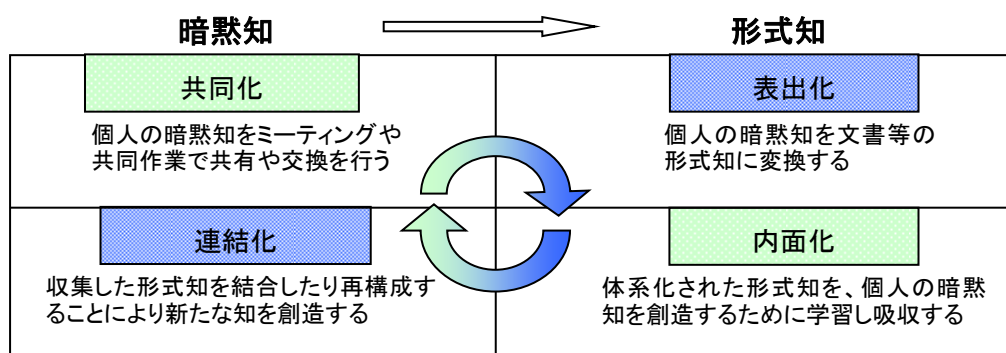 暗黙知
形式知
共同化
個人の暗黙知をミーティングや
共同作業で共有や交換を行う
表出化
個人の暗黙知を文書等の
形式知に変換する
連結化
収集した形式知を結合したり再構成す
ることにより新たな知を創造する
内面化
体系化された形式知を、個人の暗黙
知を創造するために学習し吸収する